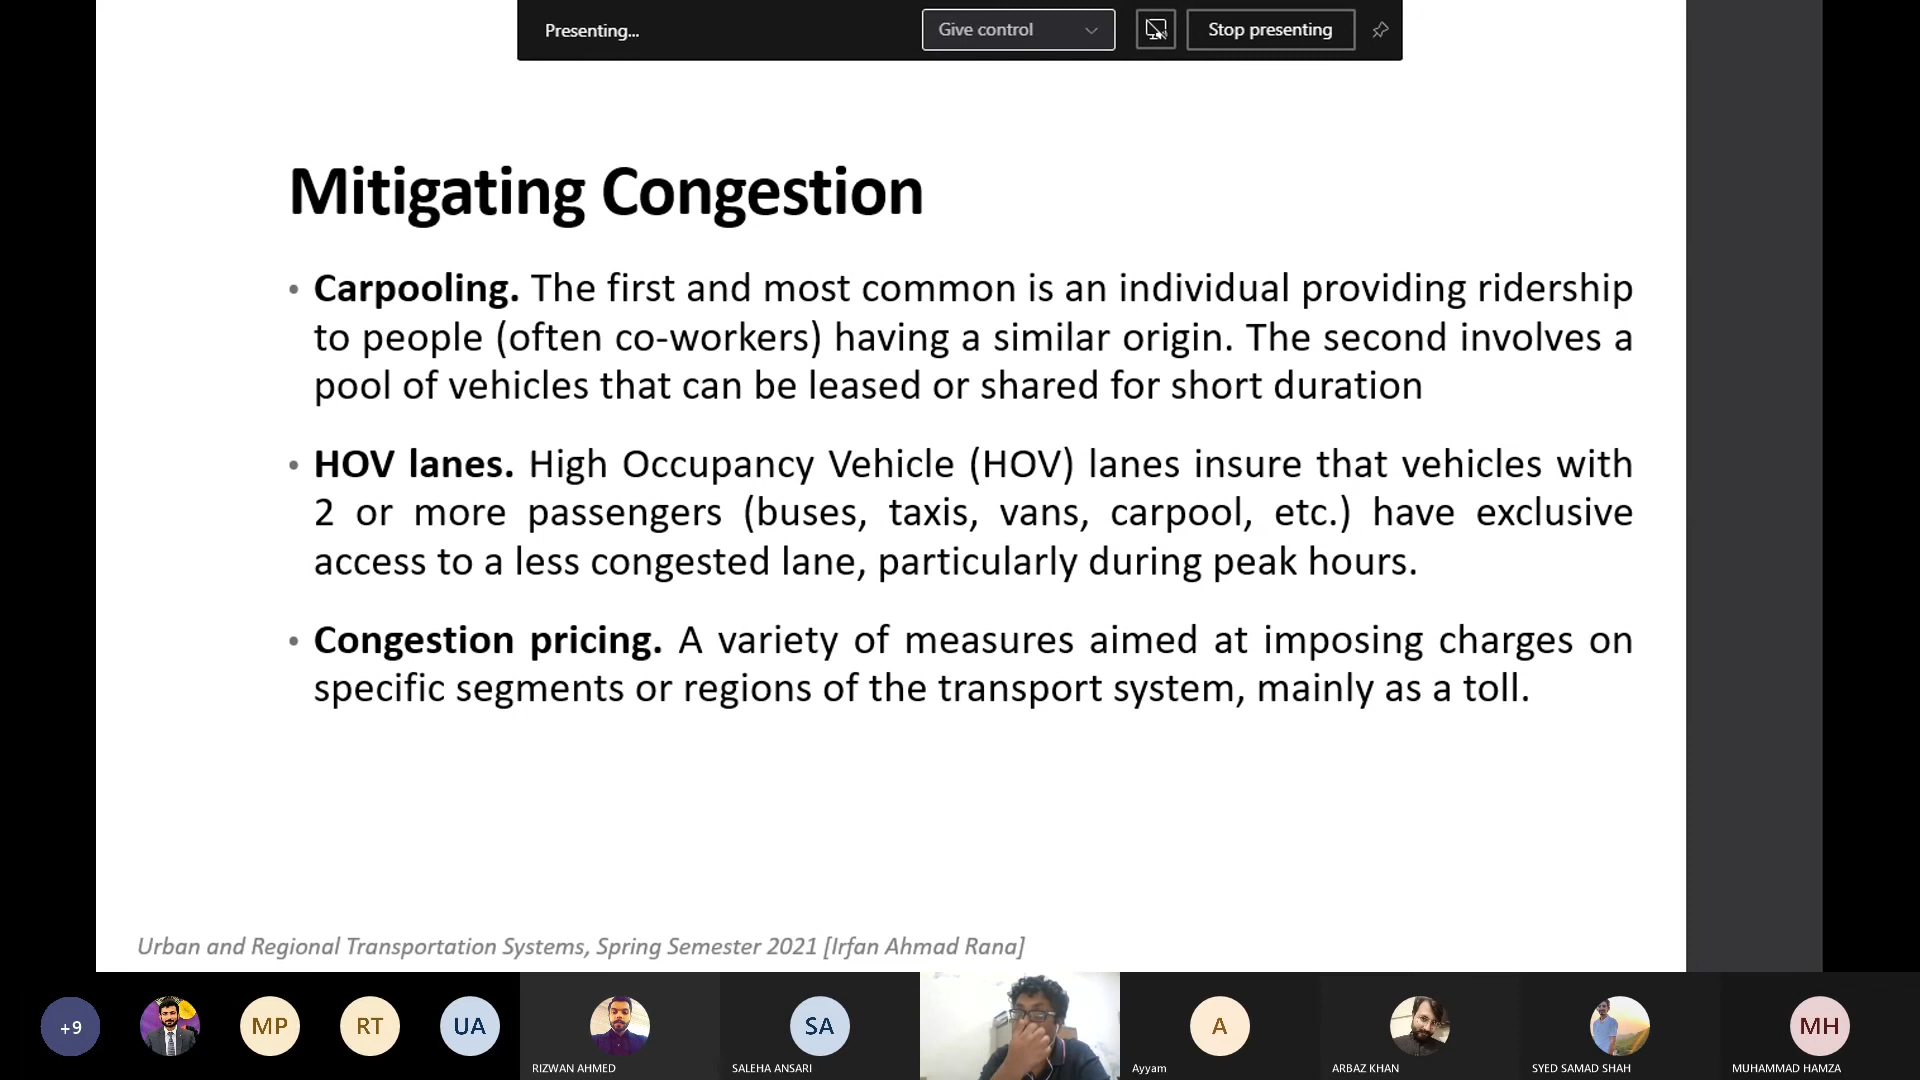 Presenting...
Give control
Stop presenting
Mitigating Congestion
• Carpooling. The first and most common is an individual providing ridership
to people (often co-workers) having a similar origin. The second involves a
pool of vehicles that can be leased or shared for short duration
• HOV lanes. High Occupancy Vehicle (HOV) lanes insure that vehicles with
2 or more passengers (buses, taxis, vans, carpool, etc.) have exclusive
access to a less congested lane, particularly during peak hours.
• Congestion pricing. A variety of measures aimed at imposing charges on
specific segments or regions of the transport system, mainly as a toll.
Urban and Regional Transportation Systems, Spring Semester 2021 [Irfan Ahmad Rana]
+9
MP
RT
UA
RIZWAN AHMED
SA
SALEHA ANSARI
A
Ayyam
ARBAZ KHAN
SYED SAMAD SHAH
MH
MUHAMMAD HAMZA